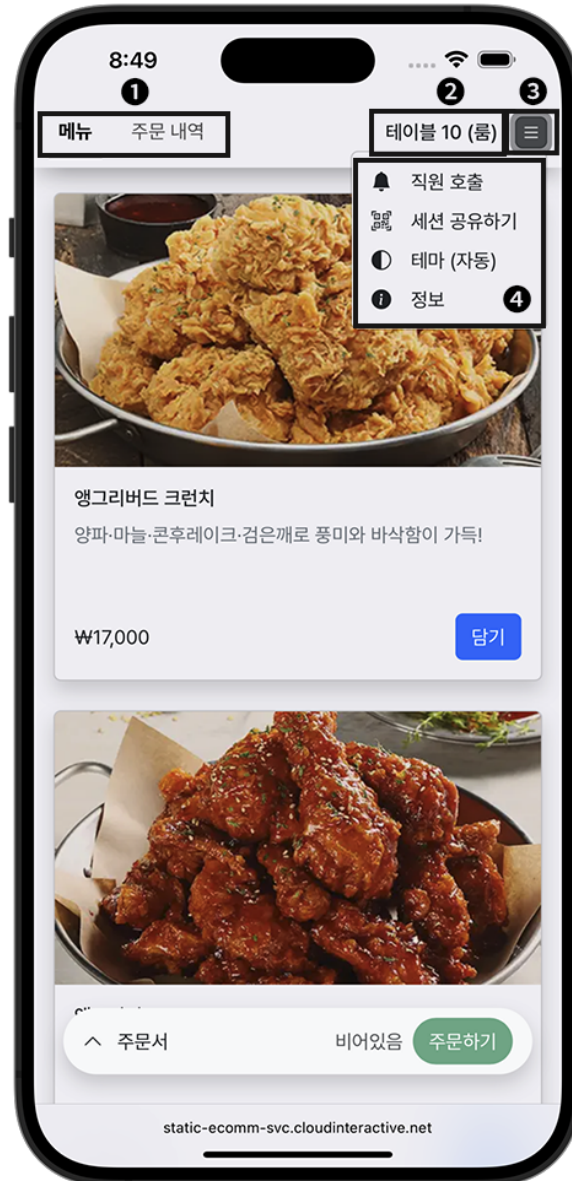 8:49
❶
❷
❸
메뉴 주문 내역
테이블 10 (룸)
직원 호출
세션 공유하기
테마 (자동)
정보
❹
앵그리버드 크런치
양파·마늘·콘후레이크·검은깨로 풍미와 바삭함이 가득!
₩17,000
담기
주문서
비어있음
주문하기
static-ecomm-svc.cloudinteractive.net